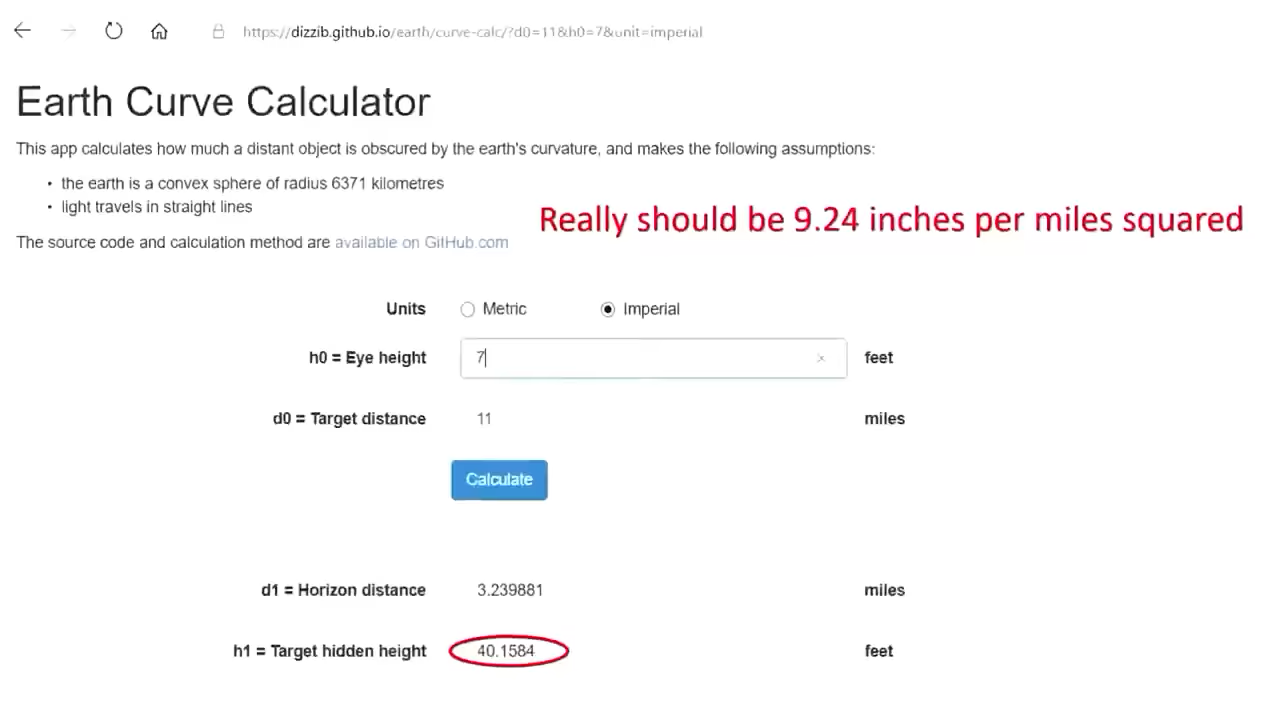 https://dizzib.github.io/earth/curve-calc/?d0=11&h0=7&unit=imperial
Earth Curve Calculator
This app calculates how much a distant object is obscured by the earth's curvature, and makes the following assumptions:
• the earth is a convex sphere of radius 6371 kilometres
• light travels in straight lines
Really should be 9.24 inches per miles squared
The source code and calculation method are available on GitHub.com
Units Metric Imperial
h0 = Eye height 7 feet
d0 = Target distance 11 miles
Calculate
d1 = Horizon distance 3.239881 miles
h1 = Target hidden height 40.1584 feet